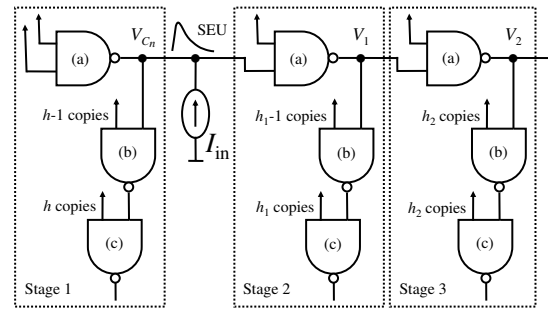 V_{C_n} SEU V_1 V_2
(a) (a) (a)
h-1 copies I_in h_1-1 copies h_2 copies
(b) (b) (b)
h copies h_1 copies h_2 copies
(c) (c) (c)
Stage 1 Stage 2 Stage 3